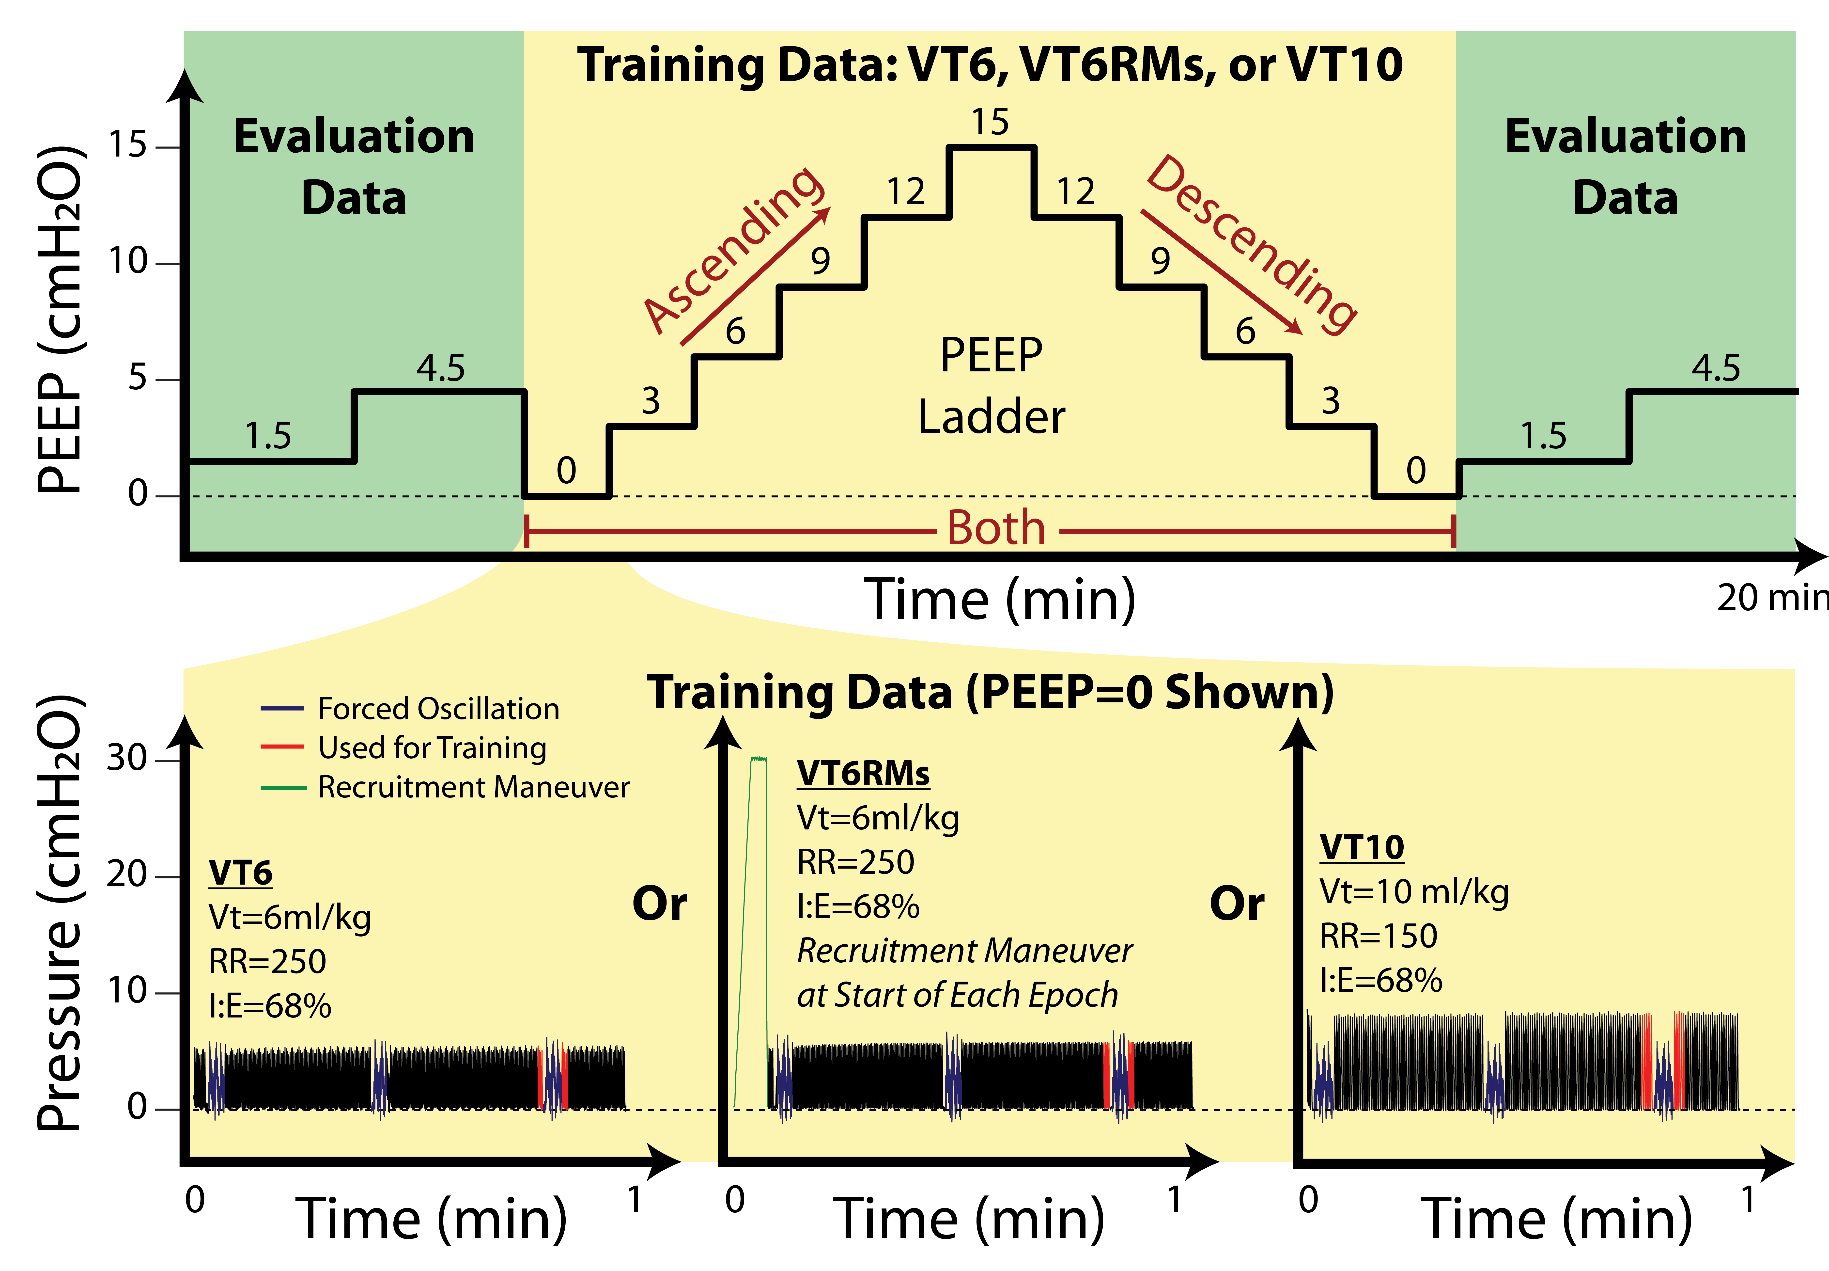 Training Data: VT6, VT6RMs, or VT10
Evaluation
Data
Evaluation
Data
PEEP (cmH₂O)
15
10
5
0
1.5
4.5
0
3
6
9
12
15
12
9
6
3
0
1.5
4.5
Ascending
Descending
PEEP
Ladder
Both
Time (min)
20 min
Training Data (PEEP=0 Shown)
Forced Oscillation
Used for Training
Recruitment Maneuver
Pressure (cmH₂O)
30
20
10
0
VT6
Vt=6ml/kg
RR=250
I:E=68%
Or
VT6RMs
Vt=6ml/kg
RR=250
I:E=68%
Recruitment Maneuver
at Start of Each Epoch
Or
VT10
Vt=10 ml/kg
RR=150
I:E=68%
0
1
Time (min)
0
1
Time (min)
0
1
Time (min)